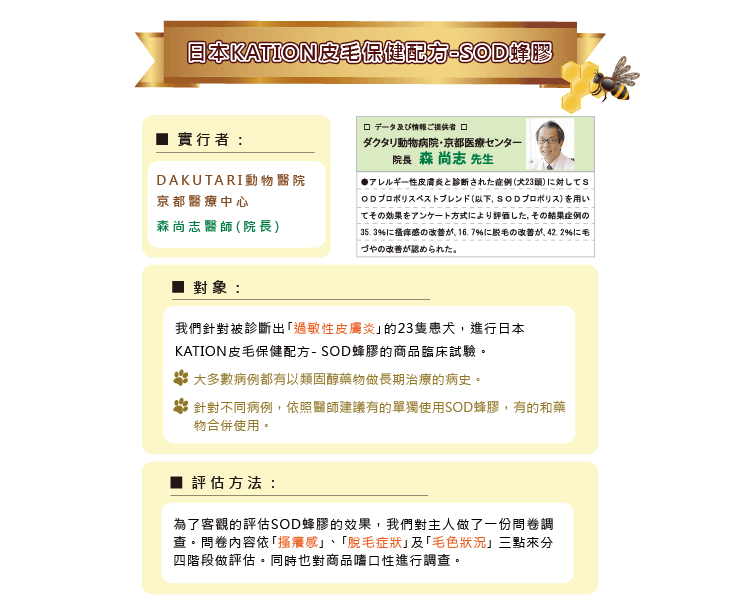 日本KATION皮毛保健配方-SOD蜂膠
■ 實行者：
DAKUTARI動物醫院
京都醫療中心
森尚志醫師(院長)
□ データ及び情報ご提供者 □
ダクタリ動物病院・京都医療センター
院長 森 尚志 先生
●アレルギー性皮膚炎と診断された症例(犬23頭)に対してS
ODプロポリスベストブレンド(以下、SODプロポリス)を用い
てその効果をアンケート方式により評価した。その結果症例の
35.3%に掻痒感の改善が、16.7%に脱毛の改善が、42.2%に毛
づやの改善が認められた。
■ 對象：
我們針對被診斷出「過敏性皮膚炎」的23隻患犬，進行日本
KATION皮毛保健配方- SOD蜂膠的商品臨床試驗。
大多數病例都有以類固醇藥物做長期治療的病史。
針對不同病例，依照醫師建議有的單獨使用SOD蜂膠，有的和藥
物合併使用。
■ 評估方法：
為了客觀的評估SOD蜂膠的效果，我們對主人做了一份問卷調
查。問卷內容依「搔癢感」、「脫毛症狀」及「毛色狀況」三點來分
四階段做評估。同時也對商品嗜口性進行調查。